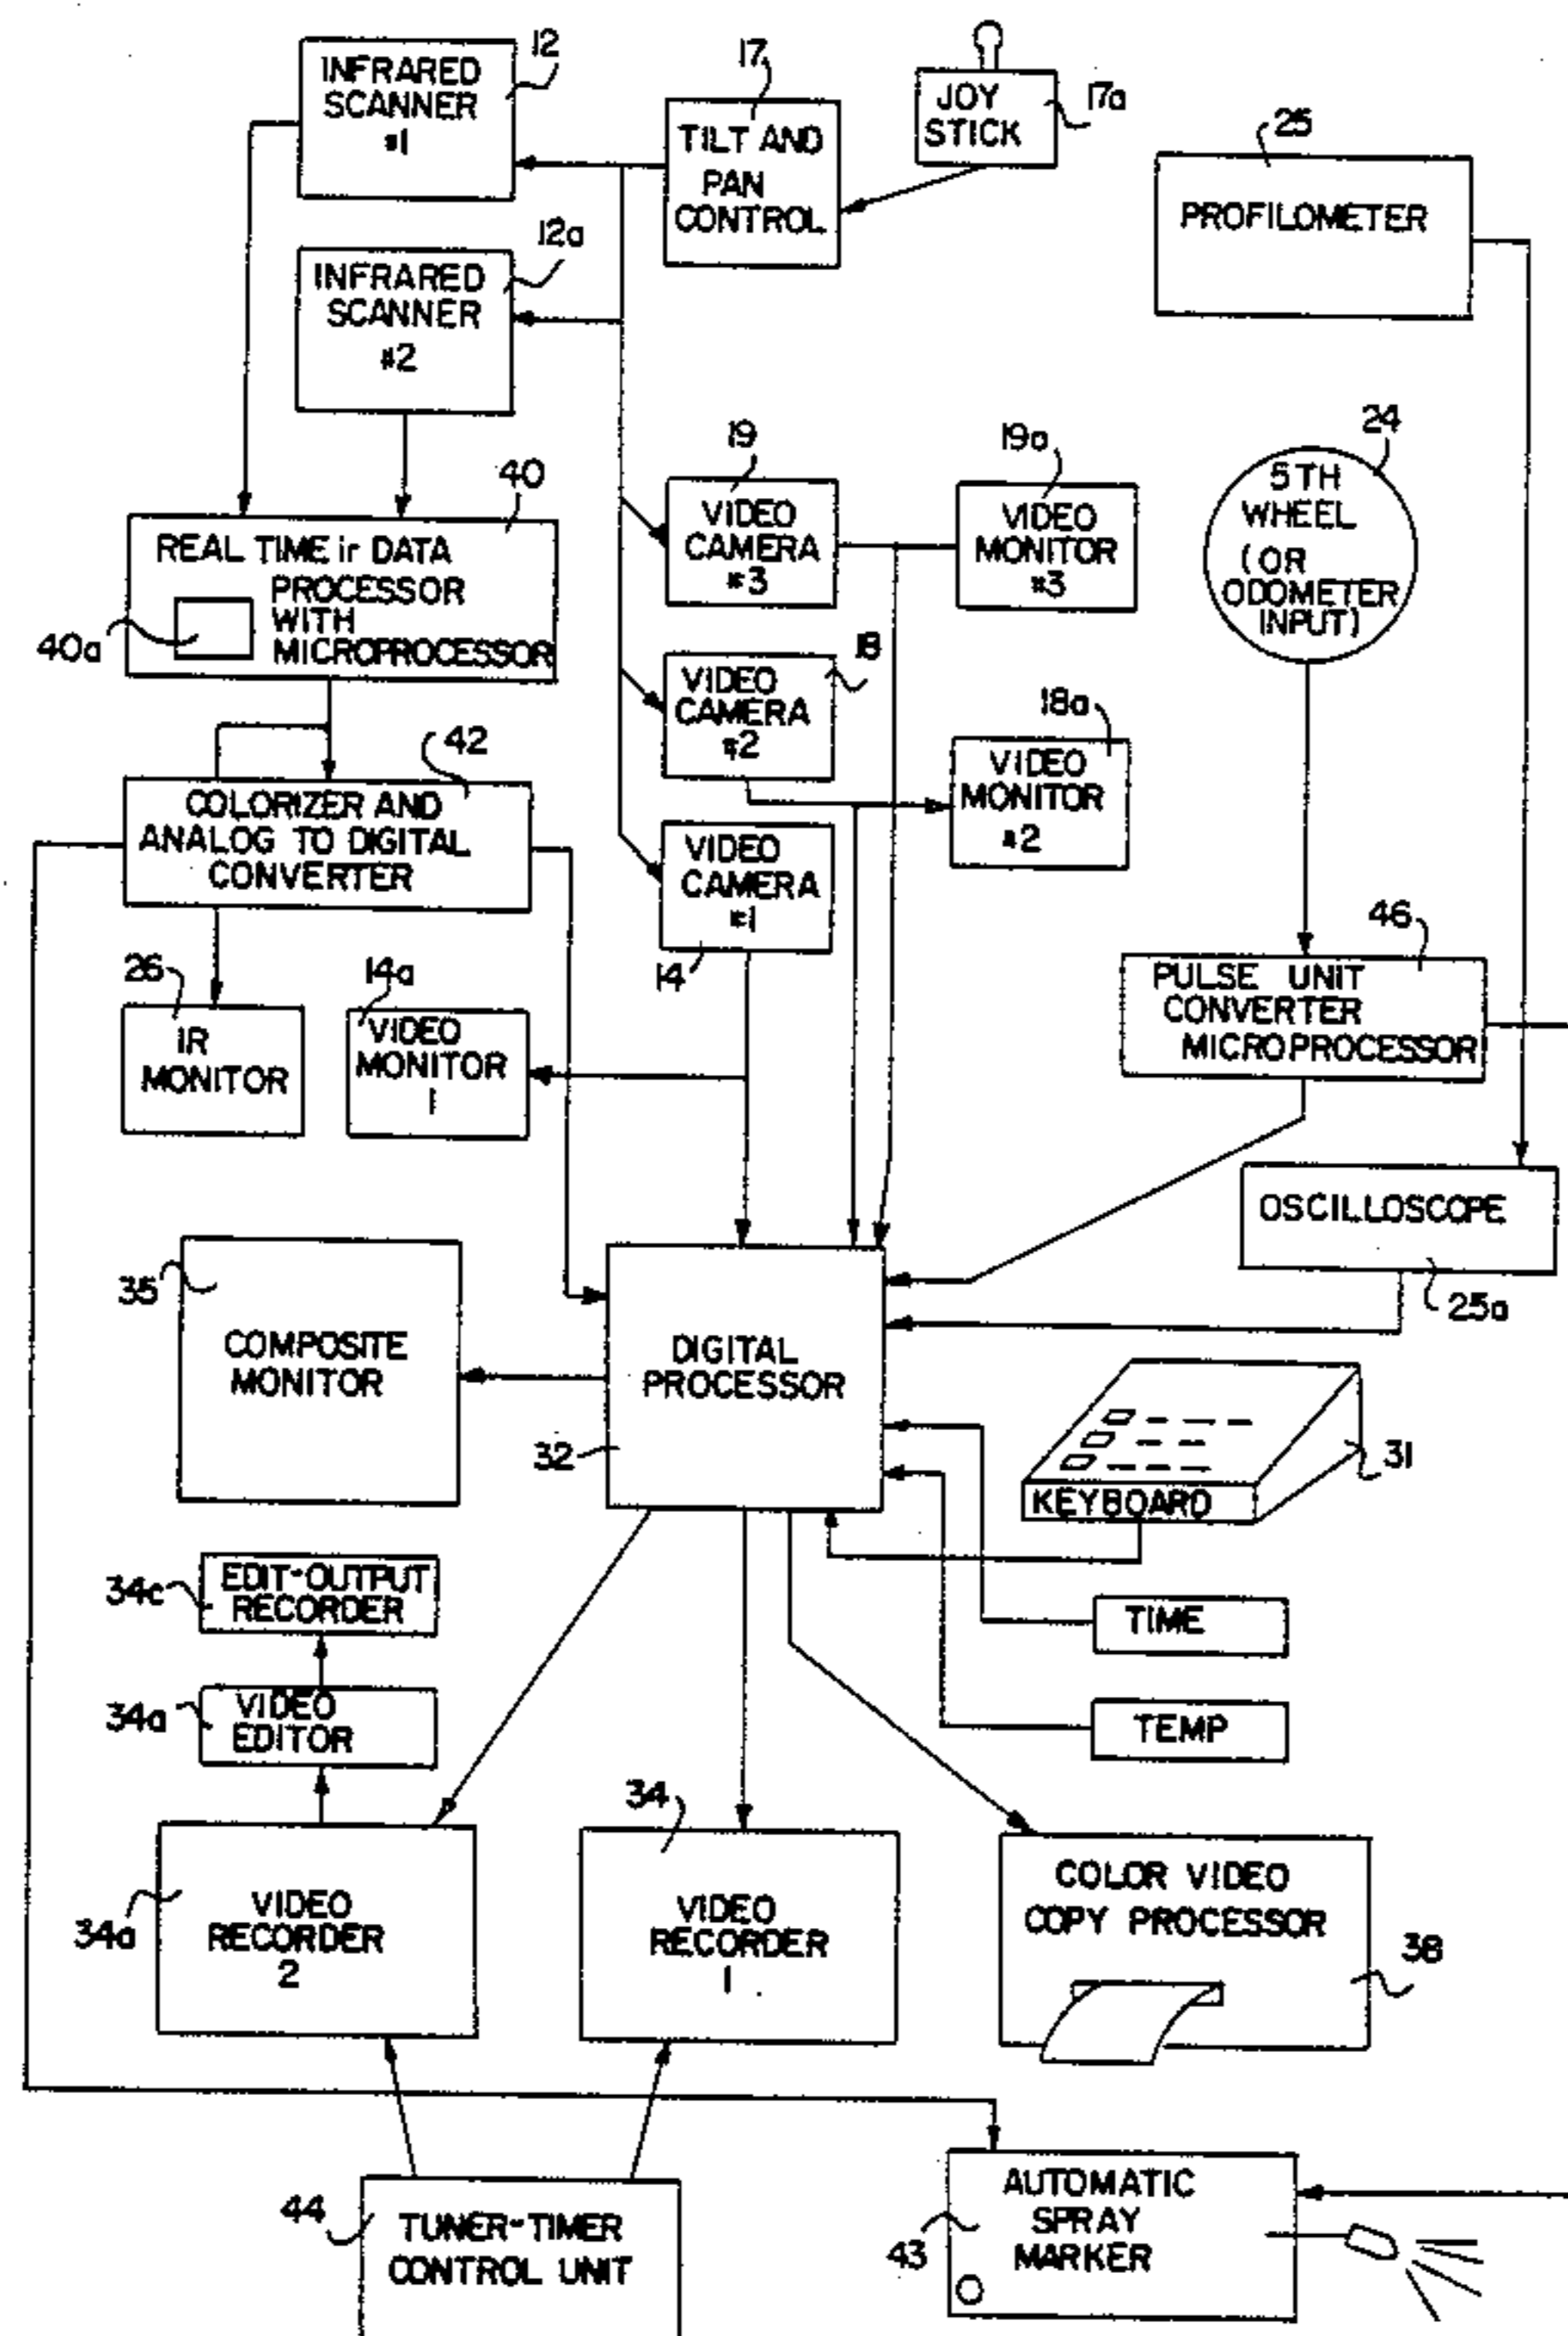 12
INFRARED
SCANNER
#1
17
TILT AND
PAN
CONTROL
JOY
STICK
17a
25
PROFILOMETER
12a
INFRARED
SCANNER
#2
40
REAL TIME ir DATA
PROCESSOR
WITH
MICROPROCESSOR
40a
19
VIDEO
CAMERA
#3
19a
VIDEO
MONITOR
#3
24
5TH
WHEEL
(OR
ODOMETER
INPUT)
18
VIDEO
CAMERA
#2
18a
VIDEO
MONITOR
#2
42
COLORIZER AND
ANALOG TO DIGITAL
CONVERTER
VIDEO
CAMERA
#1
14
46
PULSE UNIT
CONVERTER
MICROPROCESSOR
26
IR
MONITOR
14a
VIDEO
MONITOR
1
OSCILLOSCOPE
25a
35
COMPOSITE
MONITOR
DIGITAL
PROCESSOR
32
31
KEYBOARD
34c
EDIT-OUTPUT
RECORDER
TIME
34a
VIDEO
EDITOR
TEMP
34a
VIDEO
RECORDER
2
34
VIDEO
RECORDER
1
COLOR VIDEO
COPY PROCESSOR
38
44
TUNER-TIMER
CONTROL UNIT
43
AUTOMATIC
SPRAY
MARKER